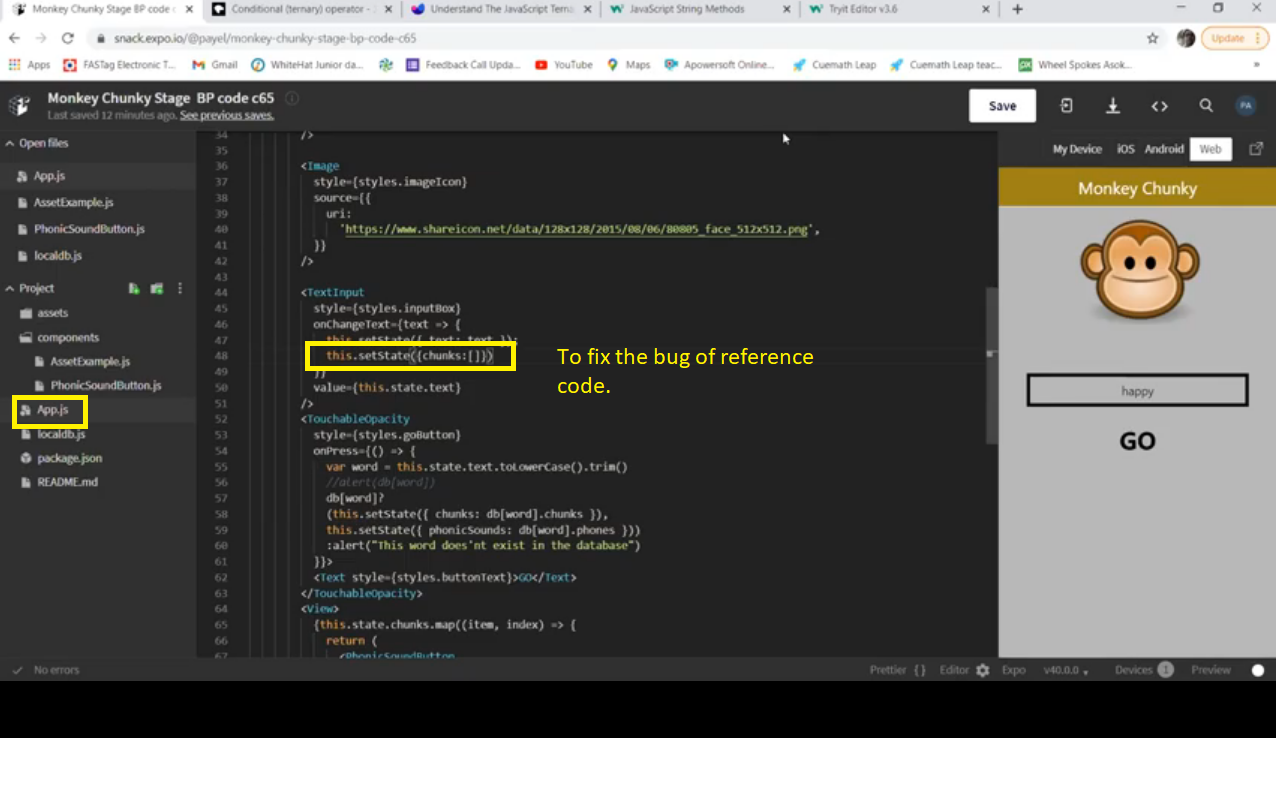 Monkey Chunky Stage BP code c
Conditional (ternary) operator -
Understand The JavaScript Terna
JavaScript String Methods
Tryit Editor v3.6
snack.expo.io/@payel/monkey-chunky-stage-bp-code-c65
Update
Apps
FASTag Electronic T...
Gmail
WhiteHat Junior da...
Feedback Call Upda...
YouTube
Maps
Apowersoft Online...
Cuemath Leap
Cuemath Leap teac...
Wheel Spokes Asok...
»
Monkey Chunky Stage BP code c65
Last saved 12 minutes ago. See previous saves.
Save
PA
Open files
App.js
AssetExample.js
PhonicSoundButton.js
localdb.js
Project
assets
components
AssetExample.js
PhonicSoundButton.js
App.js
localdb.js
package.json
README.md
34 />
35
36 <Image
37 style={styles.imageIcon}
38 source={{
39 uri:
40 'https://www.shareicon.net/data/128x128/2015/08/06/80805_face_512x512.png',
41 }}
42 />
43
44 <TextInput
45 style={styles.inputBox}
46 onChangeText={text => {
47 this.setState({ text: text });
48 this.setState({chunks:[]})
49 }}
50 value={this.state.text}
51 />
52 <TouchableOpacity
53 style={styles.goButton}
54 onPress={() => {
55 var word = this.state.text.toLowerCase().trim()
56 //alert(db[word])
57 db[word]?
58 (this.setState({ chunks: db[word].chunks }),
59 this.setState({ phonicSounds: db[word].phones }))
60 :alert("This word does'nt exist in the database")
61 }}>
62 <Text style={styles.buttonText}>GO</Text>
63 </TouchableOpacity>
64 <View>
65 {this.state.chunks.map((item, index) => {
66 return (
67 <PhonicSoundButton
To fix the bug of reference
code.
My Device
iOS
Android
Web
Monkey Chunky
happy
GO
No errors
Prettier { }
Editor
Expo
v40.0.0
Devices 1
Preview